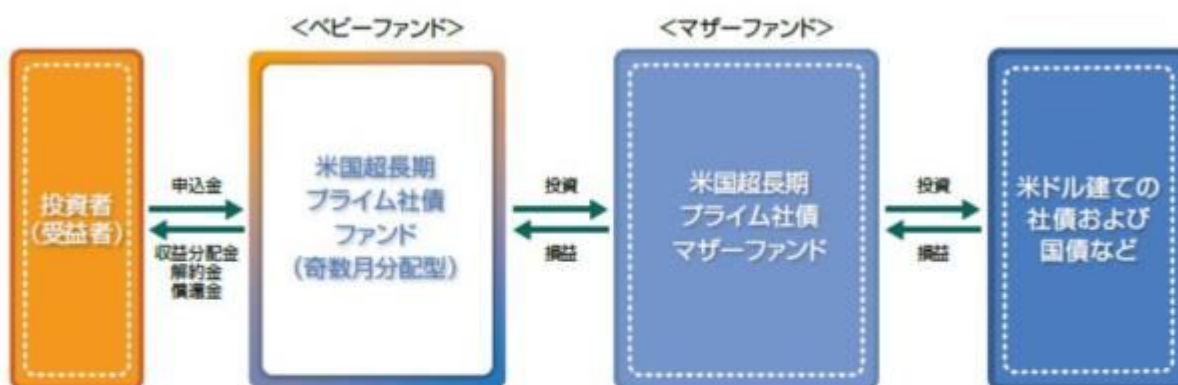 <ベビーファンド>
<マザーファンド>
投資者
(受益者)
申込金
収益分配金
解約金
償還金
米国超長期
プライム社債
ファンド
(奇数月分配型)
投資
損益
米国超長期
プライム社債
マザーファンド
投資
損益
米ドル建ての
社債および
国債など